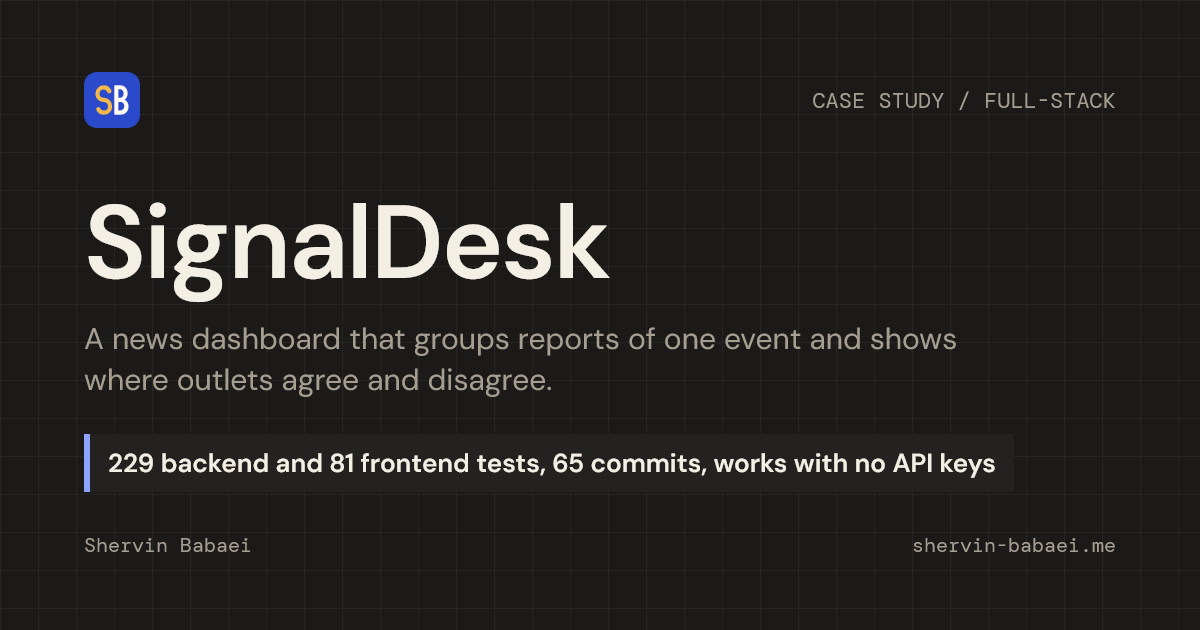 SB
CASE STUDY / FULL-STACK
SignalDesk
A news dashboard that groups reports of one event and shows
where outlets agree and disagree.
229 backend and 81 frontend tests, 65 commits, works with no API keys
Shervin Babaei
shervin-babaei.me